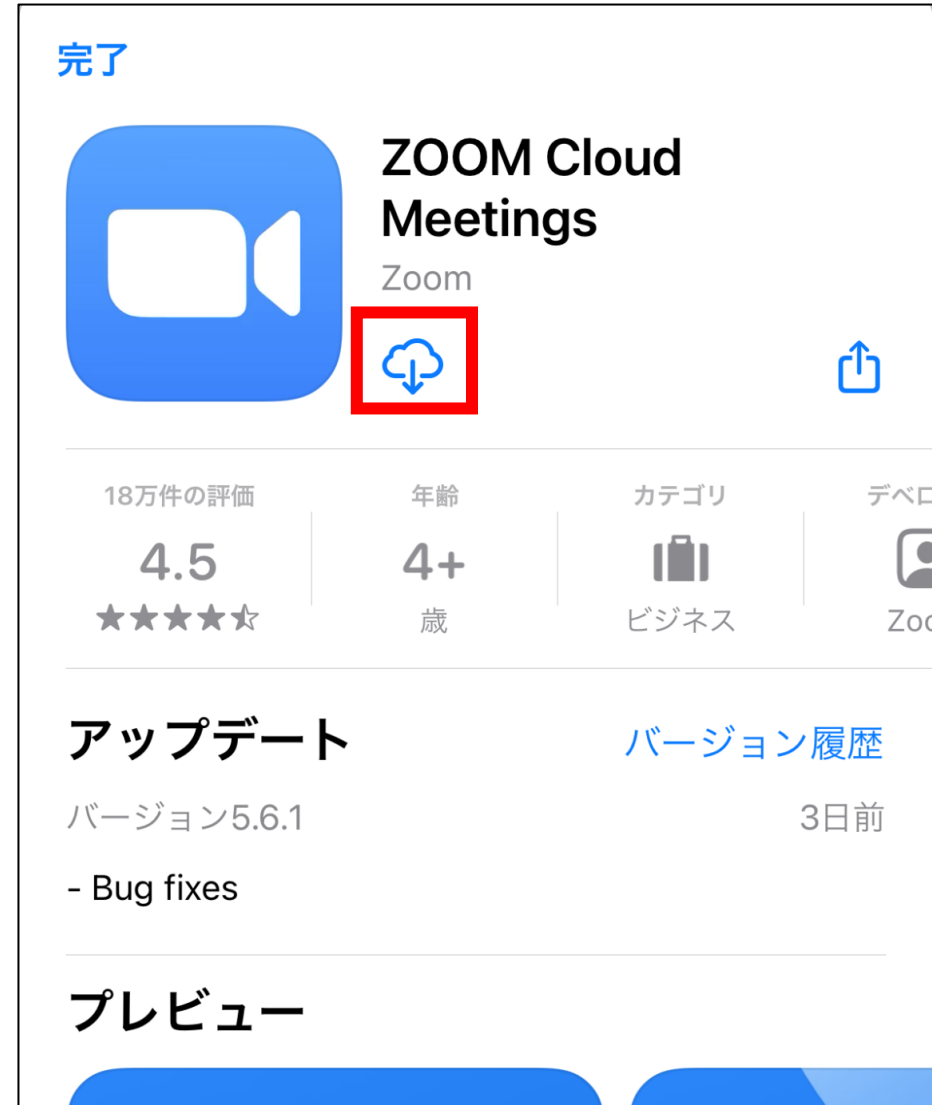 完了
ZOOM Cloud
Meetings
Zoom
18万件の評価
年齢
カテゴリ
4.5
4+
歳
ビジネス
アップデート
バージョン履歴
バージョン5.6.1
3日前
- Bug fixes
プレビュー